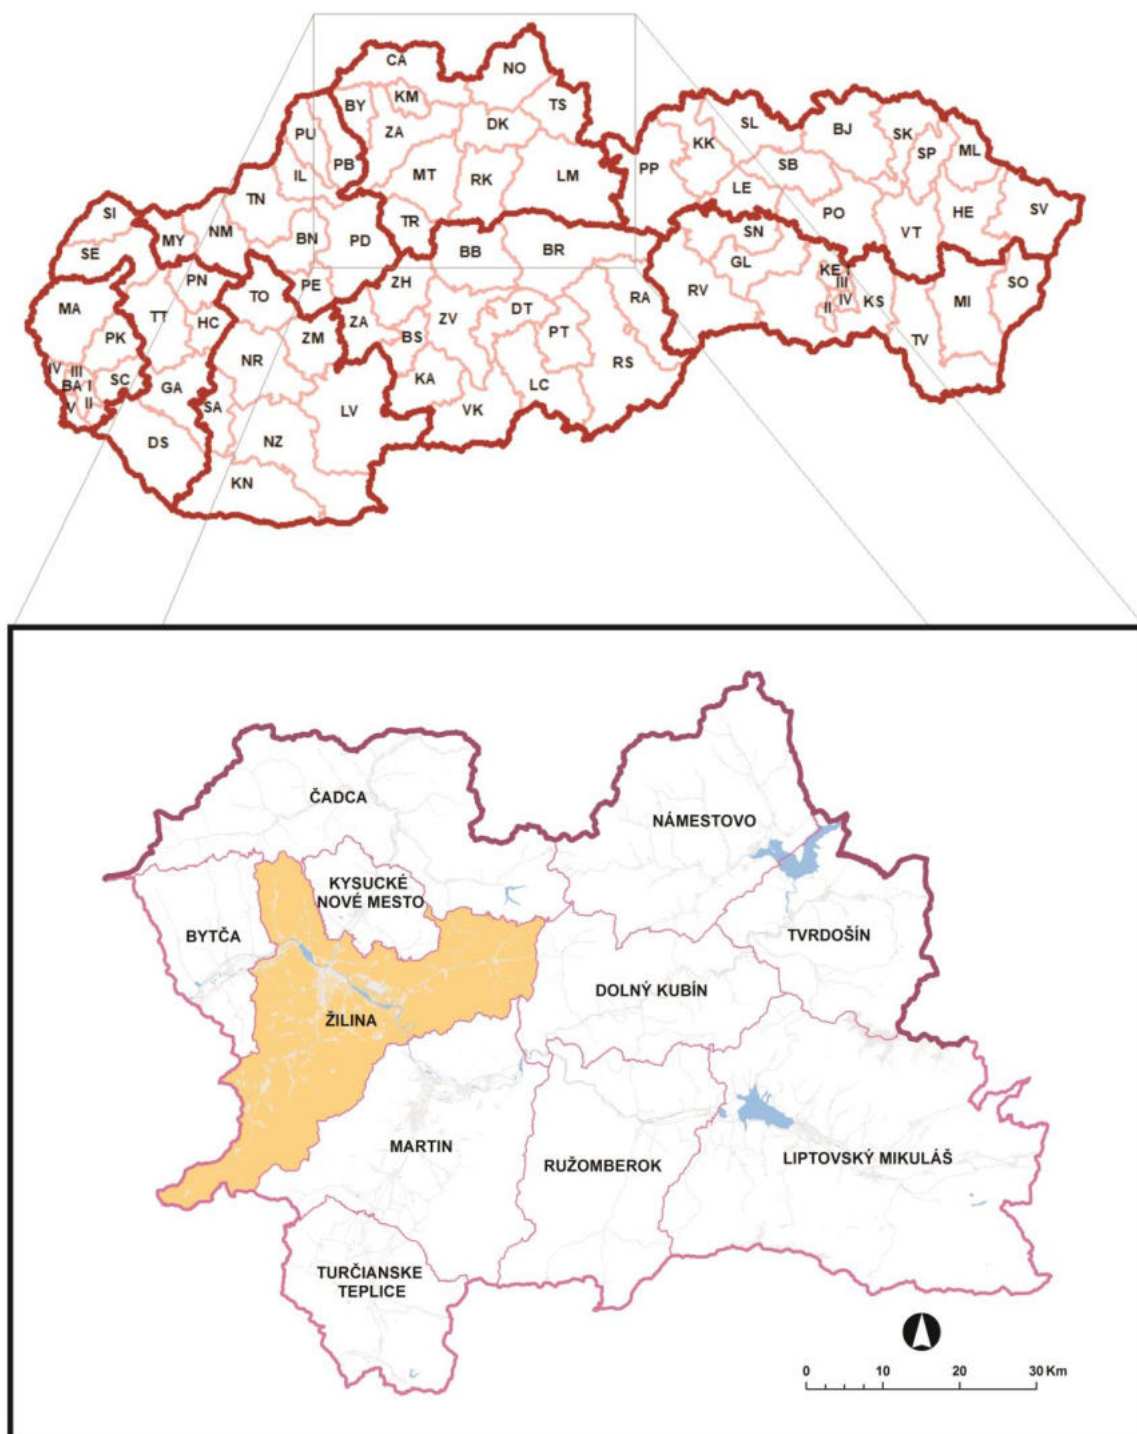 CA
NO
BY
KM
TS
PU
ZA
DK
SL
BJ
SK
ML
PB
KK
SP
IL
MT
RK
LM
PP
SB
TN
LE
SI
TR
PO
HE
SV
MY
NM
BN
PD
BB
BR
SN
VT
SE
PN
PE
ZH
GL
KE I
III
SO
MA
TO
RV
IV
KS
MI
TT
HC
ZA
ZV
DT
RA
II
PK
ZM
BS
PT
TV
NR
RS
IV
III
SC
KA
BA
I
GA
LC
V
II
SA
LV
VK
DS
NZ
KN
ČADCA
NÁMESTOVO
KYSUCKÉ
NOVÉ MESTO
BYTČA
TVRDOŠÍN
DOLNÝ KUBÍN
ŽILINA
MARTIN
RUŽOMBEROK
LIPTOVSKÝ MIKULÁŠ
TURČIANSKE
TEPLICE
0 10 20 30 Km